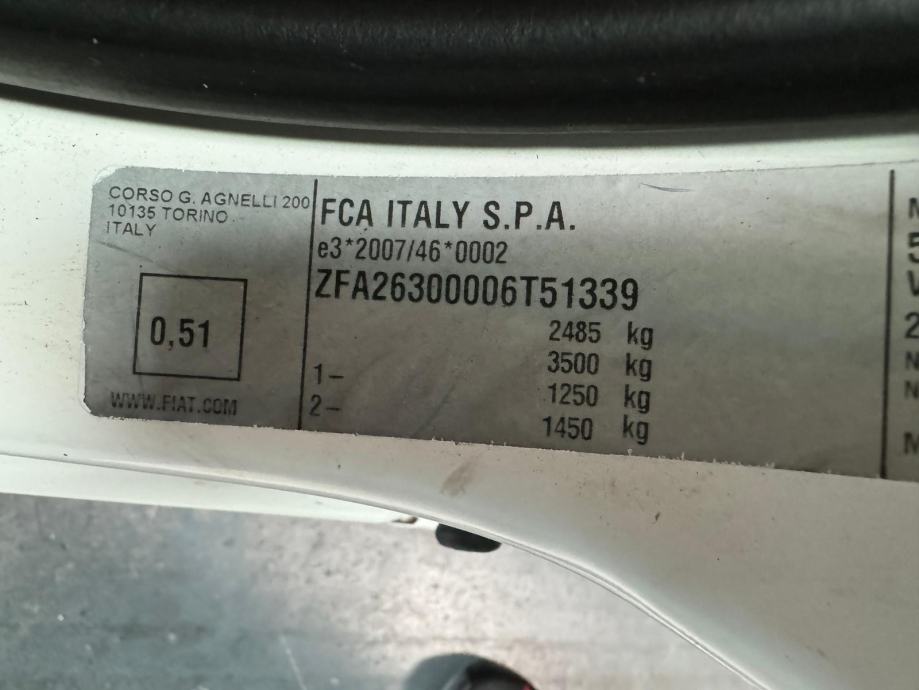 CORSO G. AGNELLI 200
10135 TORINO
ITALY
0,51
WWW.FIAT.COM
FCA ITALY S.P.A.
e3*2007/46*0002
ZFA26300006T51339
2485 kg
3500 kg
1- 1250 kg
2- 1450 kg